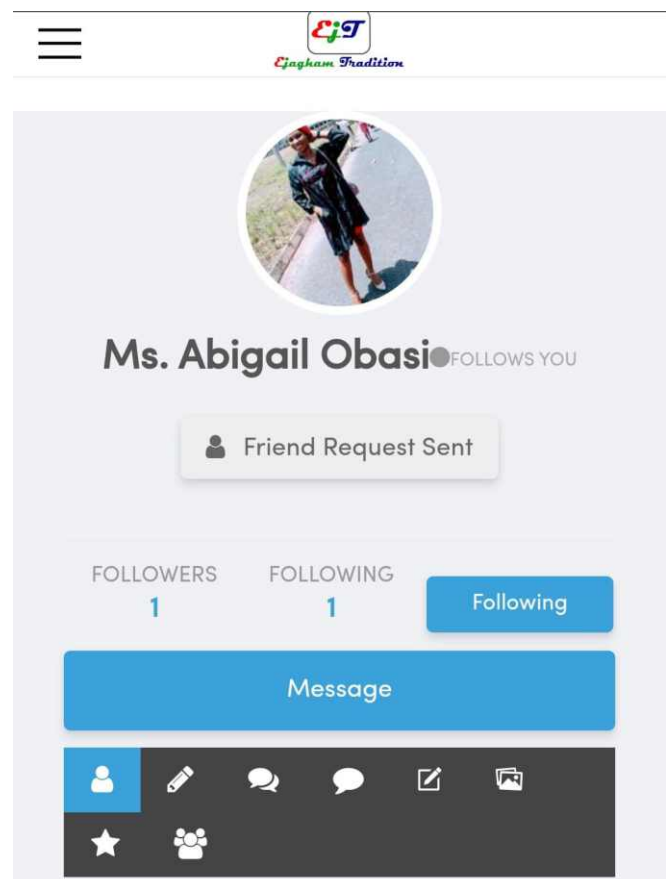 EjT
Ejagham Tradition
Ms. Abigail Obasi FOLLOWS YOU
Friend Request Sent
FOLLOWERS FOLLOWING
1 1 Following
Message